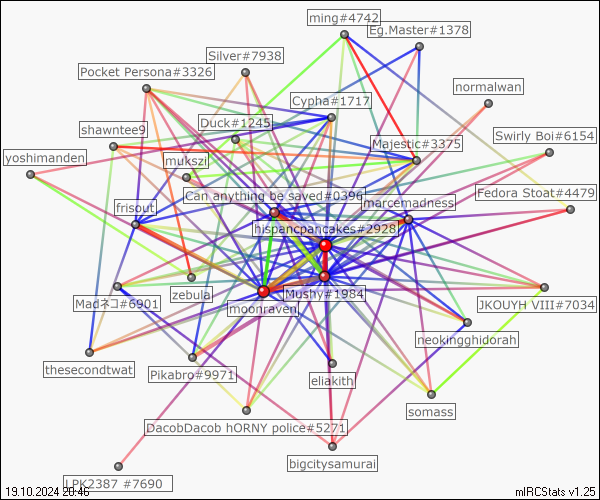 ming#4742
Eg.Master#1378
Silver#7938
Pocket Persona#3326
normalwan
Cypha#1717
Duck#1245
shawntee9
Swirly Boi#6154
Majestic#3375
yoshimanden
mukszi
Can anything be saved#0396
Fedora Stoat#4479
marcemadness
frisout
hispancpancakes#2928
Madネコ#6901
zebula
Mushy#1984
JKOUYH VIII#7034
moonraven
neokingghidorah
thesecondtwat
Pikabro#9971
eliakith
somass
DacobDacob hORNY police#5271
bigcitysamurai
LPK2387 #7690
19.10.2024 20:46
mIRCStats v1.25